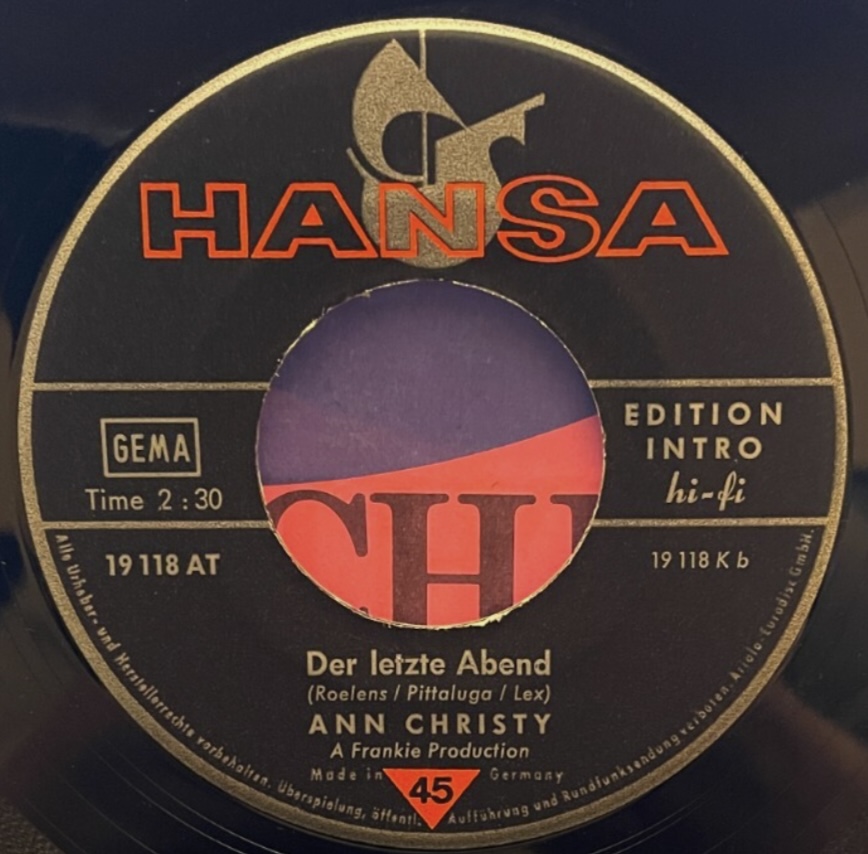 HANSA
GEMA
Time 2:30
EDITION
INTRO
hi-fi
19 118 AT
19 118 K b
CH
Der letzte Abend
(Roelens / Pittaluga / Lex)
ANN CHRISTY
A Frankie Production
Made in Germany
45
Alle Urheber- und Herstellerrechte vorbehalten. Überspielung, öffentl. Aufführung und Rundfunksendung verboten. Ariola-Eurodisc GmbH.